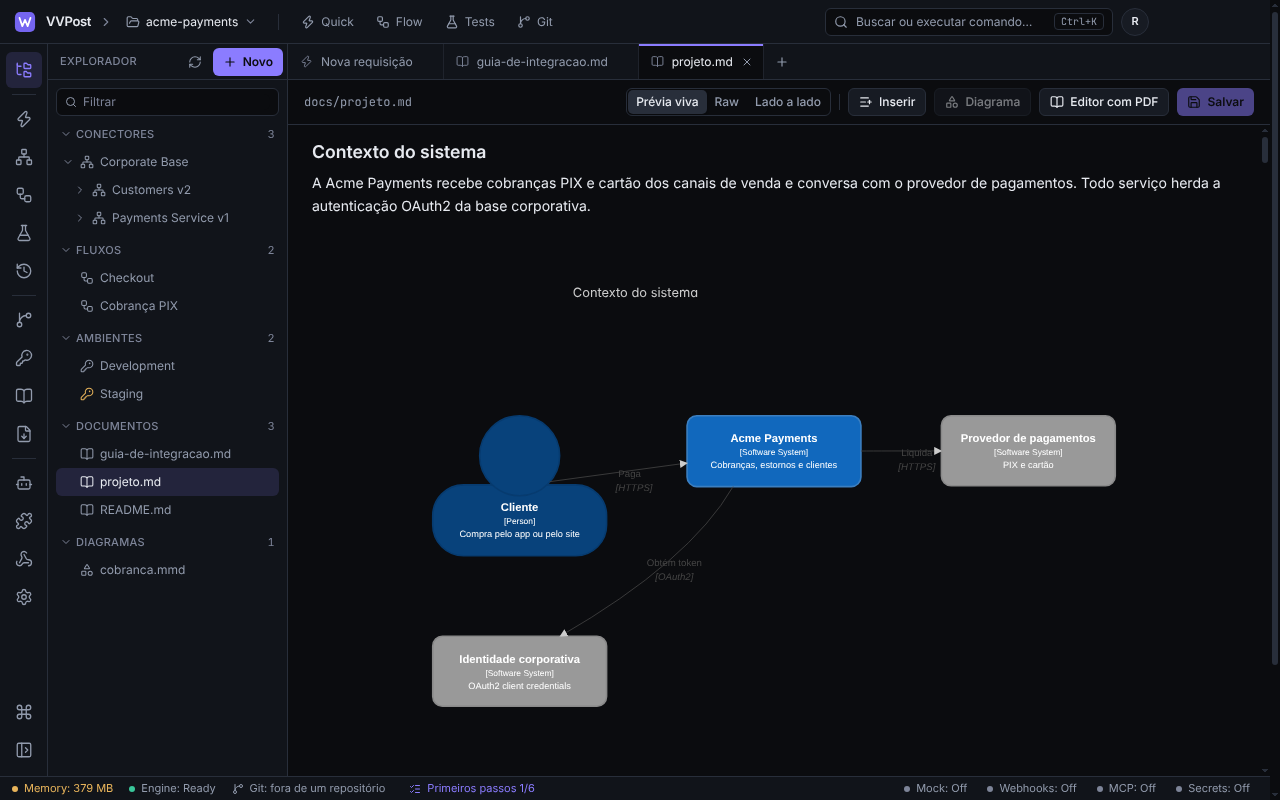 VVPost
acme-payments
Quick
Flow
Tests
Git
Buscar ou executar comando...
Ctrl+K
R
EXPLORADOR
Novo
Nova requisição
guia-de-integracao.md
projeto.md
Filtrar
docs/projeto.md
Prévia viva
Raw
Lado a lado
Inserir
Diagrama
Editor com PDF
Salvar
CONECTORES 3
Corporate Base
Customers v2
Payments Service v1
FLUXOS 2
Checkout
Cobrança PIX
AMBIENTES 2
Development
Staging
DOCUMENTOS 3
guia-de-integracao.md
projeto.md
README.md
DIAGRAMAS 1
cobranca.mmd
Contexto do sistema
A Acme Payments recebe cobranças PIX e cartão dos canais de venda e conversa com o provedor de pagamentos. Todo serviço herda a
autenticação OAuth2 da base corporativa.
Contexto do sistema
Acme Payments
[Software System]
Cobranças, estornos e clientes
Provedor de pagamentos
[Software System]
PIX e cartão
Liquida
[HTTPS]
Paga
[HTTPS]
Cliente
[Person]
Compra pelo app ou pelo site
Obtém token
[OAuth2]
Identidade corporativa
[Software System]
OAuth2 client credentials
Memory: 379 MB
Engine: Ready
Git: fora de um repositório
Primeiros passos 1/6
Mock: Off
Webhooks: Off
MCP: Off
Secrets: Off